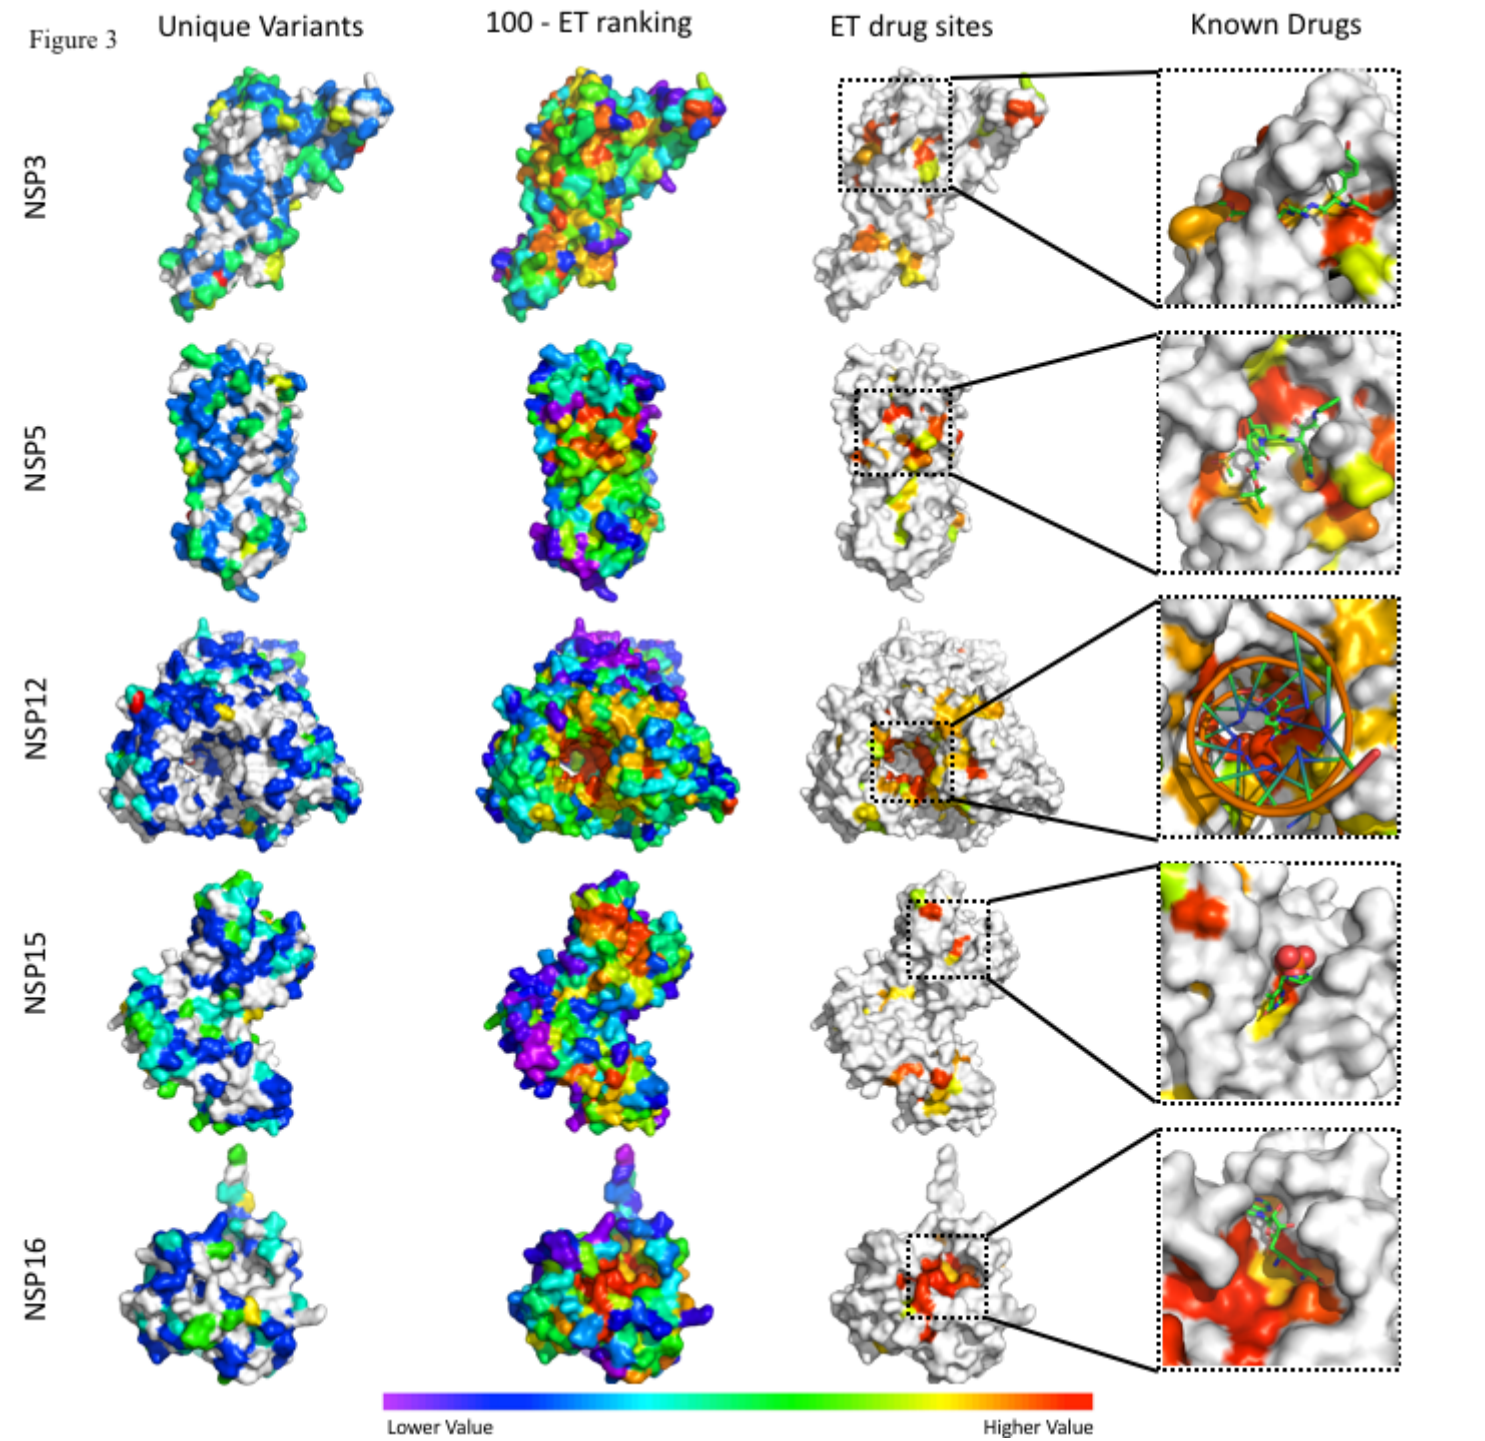 Figure 3
Unique Variants
100 - ET ranking
ET drug sites
Known Drugs
NSP3
NSP5
NSP12
NSP15
NSP16
Lower Value
Higher Value